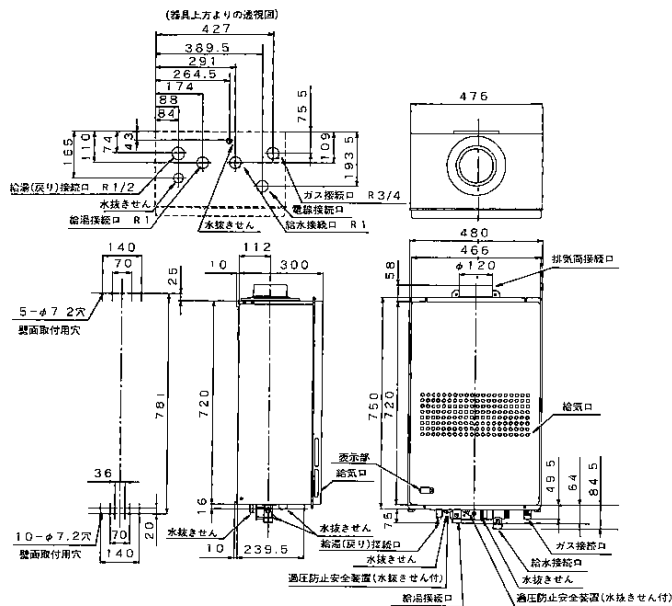 (器具上方よりの透視図)
427
389.5
291
264.5
174
88
84
165
110
74
43
75.5
109
193.5
給湯(戻り)接続口 R1/2
水抜きせん
給湯接続口 R1
水抜きせん
ガス接続口 R3/4
電線接続口
給水接続口 R1
476
140
70
25
5-φ7.2穴
壁面取付用穴
781
36
20
10-φ7.2穴
壁面取付用穴
70
140
112
10 300
720
16
給気口
水抜きせん
水抜きせん
給湯(戻り)接続口
10 239.5
480
466
φ120
58
排気筒接続口
750
720
給気口
表示部
49.5
64
84.5
75
水抜きせん
過圧防止安全装置(水抜きせん付)
給湯接続口
ガス接続口
給水接続口
水抜きせん
過圧防止安全装置(水抜きせん付)